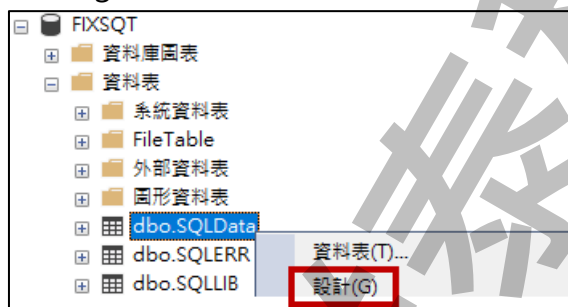 FIXSQT
資料庫圖表
資料表
系統資料表
FileTable
外部資料表
圖形資料表
dbo.SQLData
dbo.SQLERR
資料表(T)...
dbo.SQLLIB
設計(G)